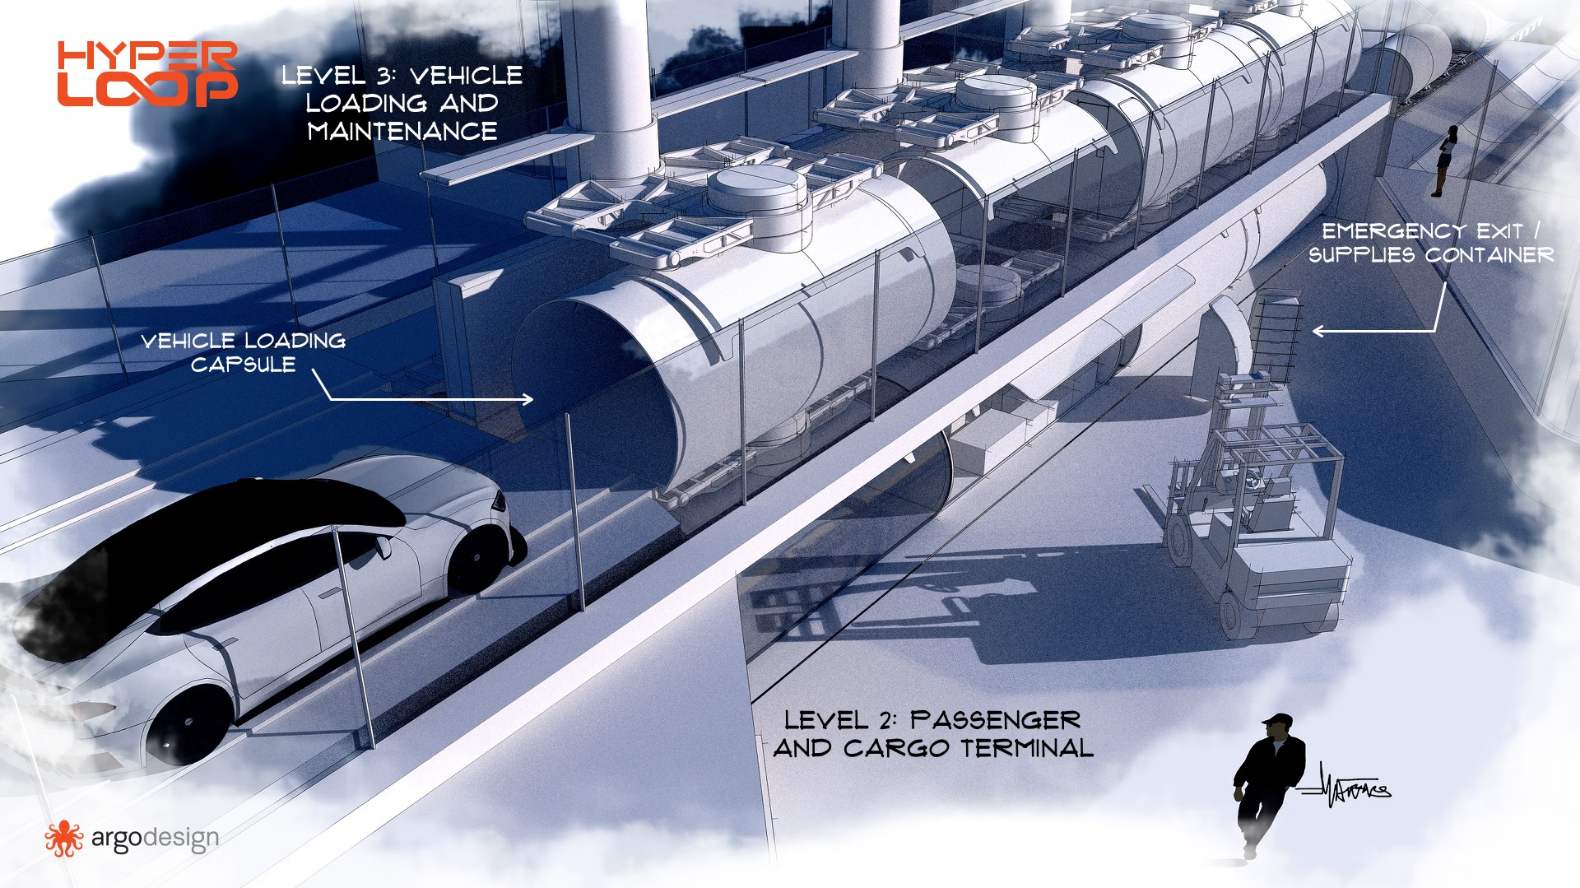 HYPER
LOOP
LEVEL 3: VEHICLE
LOADING AND
MAINTENANCE
EMERGENCY EXIT /
SUPPLIES CONTAINER
VEHICLE LOADING
CAPSULE
LEVEL 2: PASSENGER
AND CARGO TERMINAL
argodesign